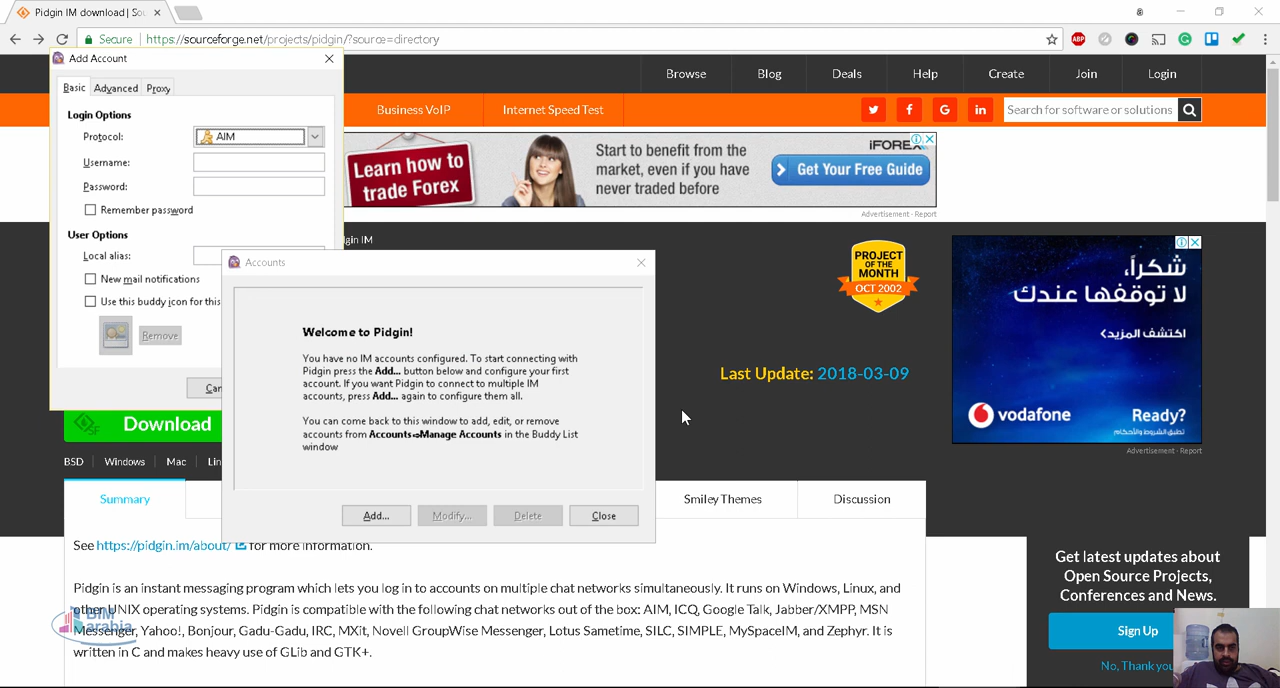 Pidgin IM download | Sou
Secure
https://sourceforge.net/projects/pidgin/?source=directory
ABP
Add Account
Basic
Advanced
Proxy
Login Options
Protocol:
AIM
Username:
Password:
Remember password
User Options
Local alias:
New mail notifications
Use this buddy icon for this
Remove
Can
Browse
Blog
Deals
Help
Create
Join
Login
Business VoIP
Internet Speed Test
Search for software or solutions
Learn how to
trade Forex
Start to benefit from the
market, even if you have
never traded before
iFOREX
Get Your Free Guide
Advertisement - Report
dgin IM
PROJECT
OF THE
MONTH
OCT 2002
Last Update: 2018-03-09
شكراً،
لا توقفها عندك
اكتشف المزيد>
vodafone
Ready?
Advertisement - Report
Accounts
Welcome to Pidgin!
You have no IM accounts configured. To start connecting with
Pidgin press the Add... button below and configure your first
account. If you want Pidgin to connect to multiple IM
accounts, press Add... again to configure them all.
You can come back to this window to add, edit, or remove
accounts from Accounts⇨Manage Accounts in the Buddy List
window
Add...
Modify...
Delete
Close
Download
BSD
Windows
Mac
Lin
Summary
Smiley Themes
Discussion
See https://pidgin.im/about/ for more information.
Pidgin is an instant messaging program which lets you log in to accounts on multiple chat networks simultaneously. It runs on Windows, Linux, and
other UNIX operating systems. Pidgin is compatible with the following chat networks out of the box: AIM, ICQ, Google Talk, Jabber/XMPP, MSN
Messenger, Yahoo!, Bonjour, Gadu-Gadu, IRC, MXit, Novell GroupWise Messenger, Lotus Sametime, SILC, SIMPLE, MySpaceIM, and Zephyr. It is
written in C and makes heavy use of GLib and GTK+.
BIM
arabia
Get latest updates about
Open Source Projects,
Conferences and News.
Sign Up
No, Thank you